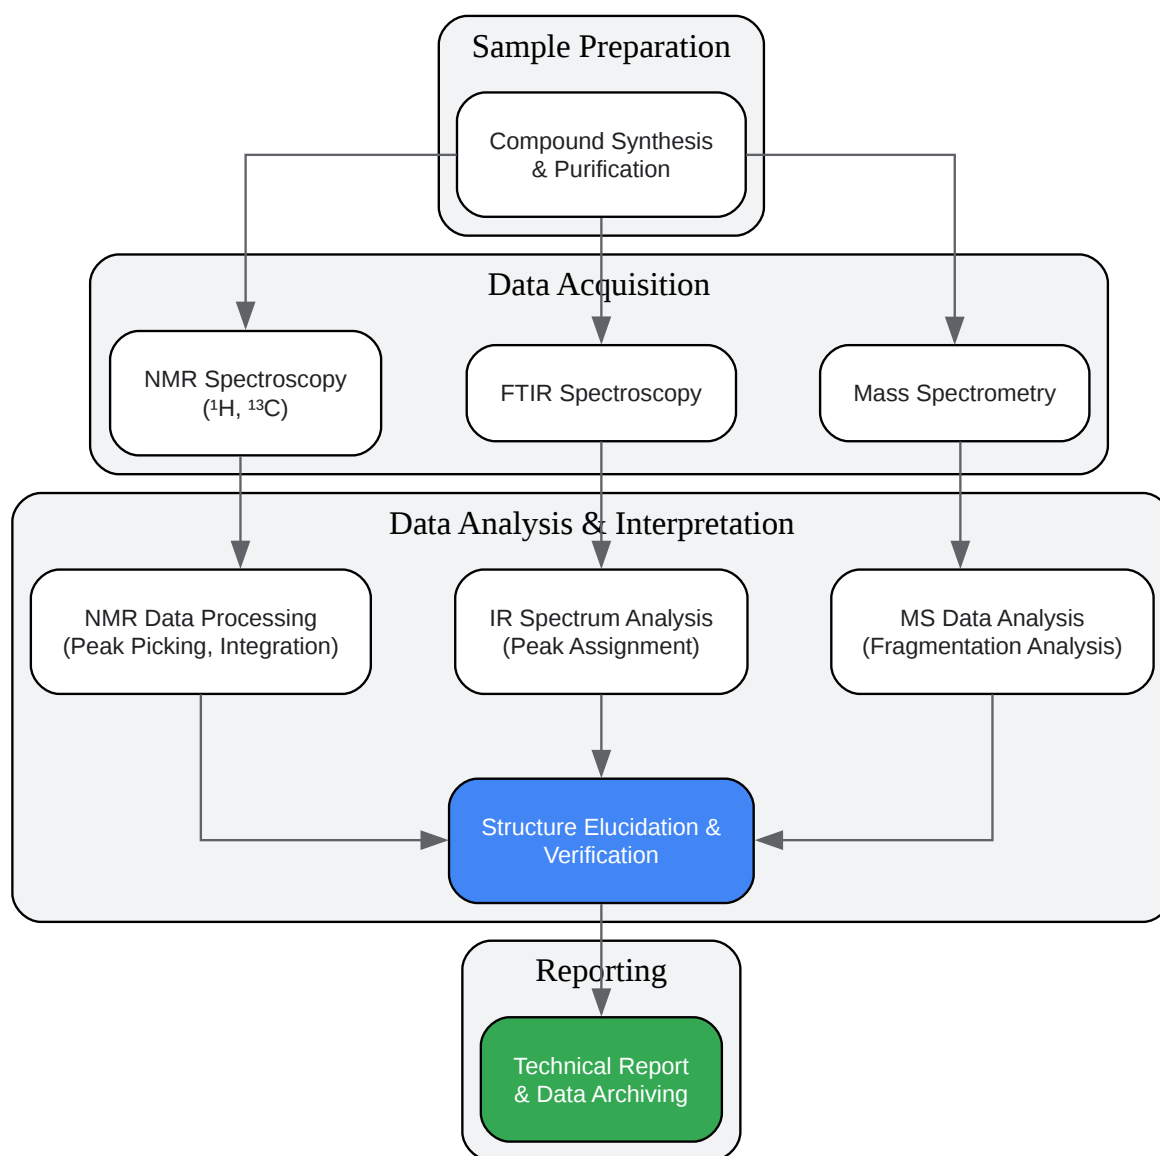 Sample Preparation
Compound Synthesis
& Purification
Data Acquisition
NMR Spectroscopy
(¹H, ¹³C)
FTIR Spectroscopy
Mass Spectrometry
Data Analysis & Interpretation
NMR Data Processing
(Peak Picking, Integration)
IR Spectrum Analysis
(Peak Assignment)
MS Data Analysis
(Fragmentation Analysis)
Structure Elucidation &
Verification
Reporting
Technical Report
& Data Archiving